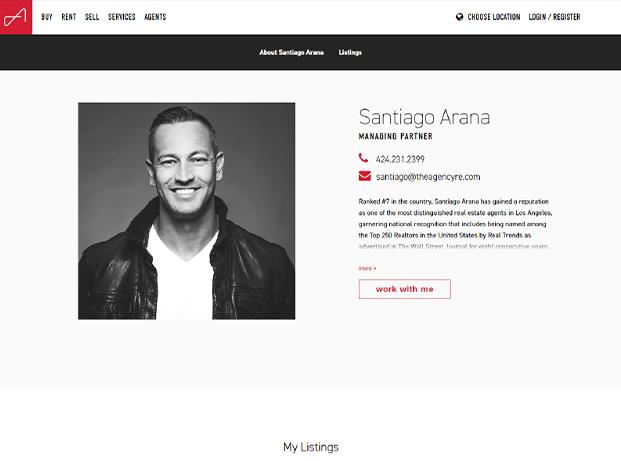 BUY RENT SELL SERVICES AGENTS CHOOSE LOCATION LOGIN / REGISTER
About Santiago Arana Listings
Santiago Arana
MANAGING PARTNER
424.231.2399
santiago@theagencyre.com
Ranked #7 in the country, Santiago Arana has gained a reputation
as one of the most distinguished real estate agents in Los Angeles,
garnering national recognition that includes being named among
the Top 250 Realtors in the United States by Real Trends as
advertised in The Wall Street Journal for eight consecutive years.
more »
work with me
My Listings